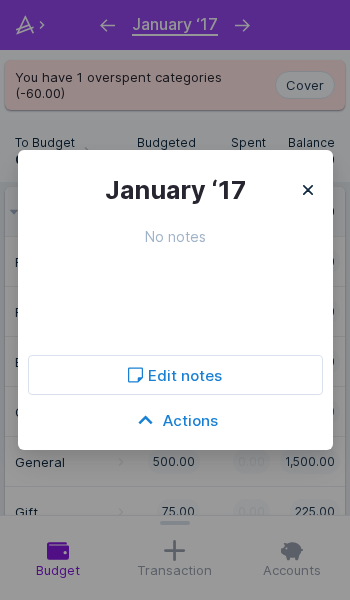 January ‘17
You have 1 overspent categories
(-60.00)
Cover
To Budget Budgeted Spent Balance
January ‘17
No notes
Edit notes
Actions
General 500.00 0.00 1,500.00
Gift 75.00 0.00 225.00
Budget Transaction Accounts